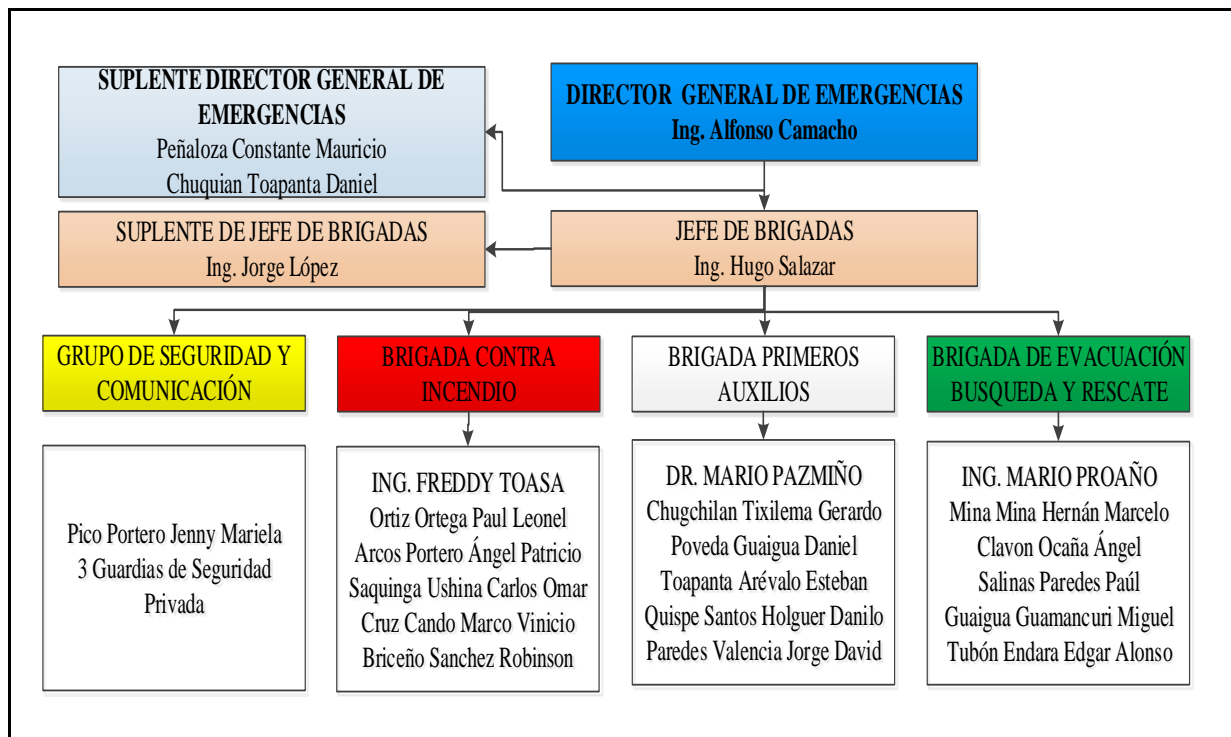 SUPLENTE DIRECTOR GENERAL DE
EMERGENCIAS
Peñaloza Constante Mauricio
Chuquian Toapanta Daniel
DIRECTOR GENERAL DE EMERGENCIAS
Ing. Alfonso Camacho
SUPLENTE DE JEFE DE BRIGADAS
Ing. Jorge López
JEFE DE BRIGADAS
Ing. Hugo Salazar
GRUPO DE SEGURIDAD Y
COMUNICACIÓN
BRIGADA CONTRA
INCENDIO
BRIGADA PRIMEROS
AUXILIOS
BRIGADA DE EVACUACIÓN
BUSQUEDA Y RESCATE
Pico Portero Jenny Mariela
3 Guardias de Seguridad
Privada
ING. FREDDY TOASA
Ortiz Ortega Paul Leonel
Arcos Portero Ángel Patricio
Saquinga Ushina Carlos Omar
Cruz Cando Marco Vinicio
Briceño Sanchez Robinson
DR. MARIO PAZMIÑO
Chugchilan Tixilema Gerardo
Poveda Guaigua Daniel
Toapanta Arévalo Esteban
Quispe Santos Holguer Danilo
Paredes Valencia Jorge David
ING. MARIO PROAÑO
Mina Mina Hernán Marcelo
Clavon Ocaña Ángel
Salinas Paredes Paúl
Guaigua Guamancuri Miguel
Tubón Endara Edgar Alonso